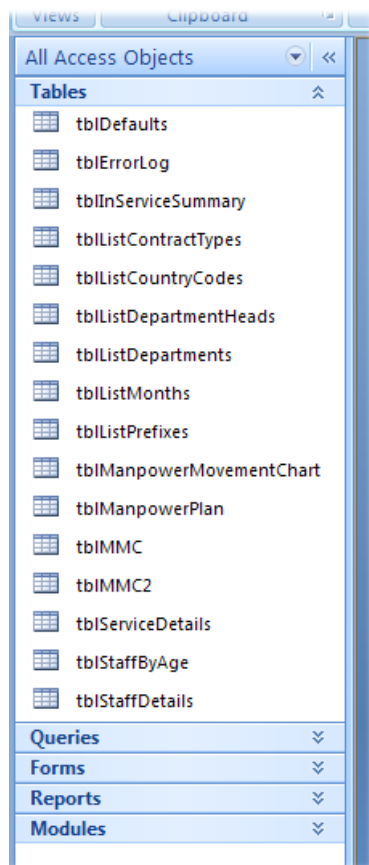 Views Clipboard
All Access Objects
Tables
tblDefaults
tblErrorLog
tblInServiceSummary
tblListContractTypes
tblListCountryCodes
tblListDepartmentHeads
tblListDepartments
tblListMonths
tblListPrefixes
tblManpowerMovementChart
tblManpowerPlan
tblMMC
tblMMC2
tblServiceDetails
tblStaffByAge
tblStaffDetails
Queries
Forms
Reports
Modules